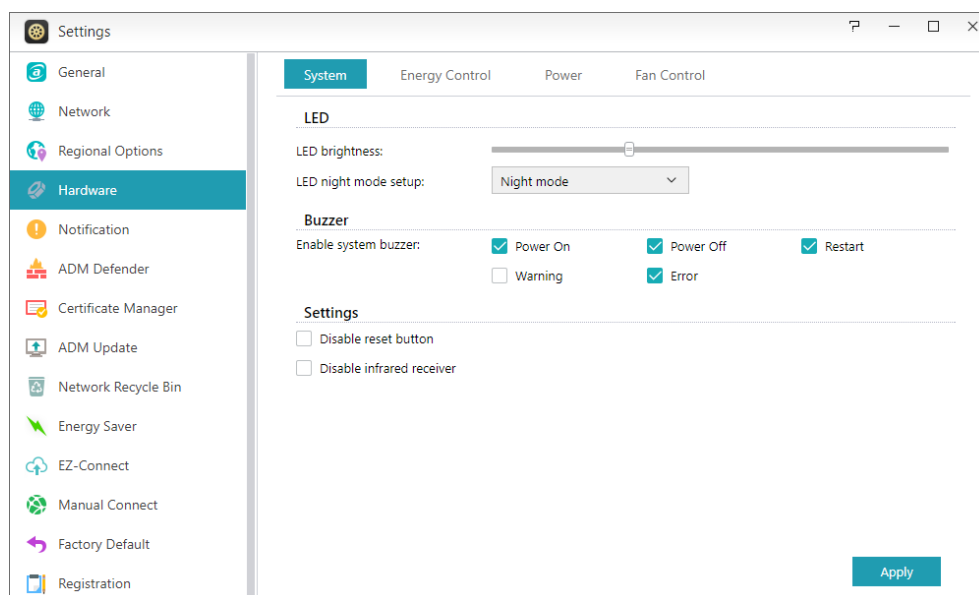 Settings
General
Network
Regional Options
Hardware
Notification
ADM Defender
Certificate Manager
ADM Update
Network Recycle Bin
Energy Saver
EZ-Connect
Manual Connect
Factory Default
Registration
System Energy Control Power Fan Control
LED
LED brightness:
LED night mode setup: Night mode
Buzzer
Enable system buzzer: Power On Power Off Restart
Warning Error
Settings
Disable reset button
Disable infrared receiver
Apply